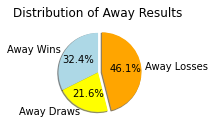 Distribution of Away Results
Away Wins
32.4%
46.1%
Away Losses
21.6%
Away Draws